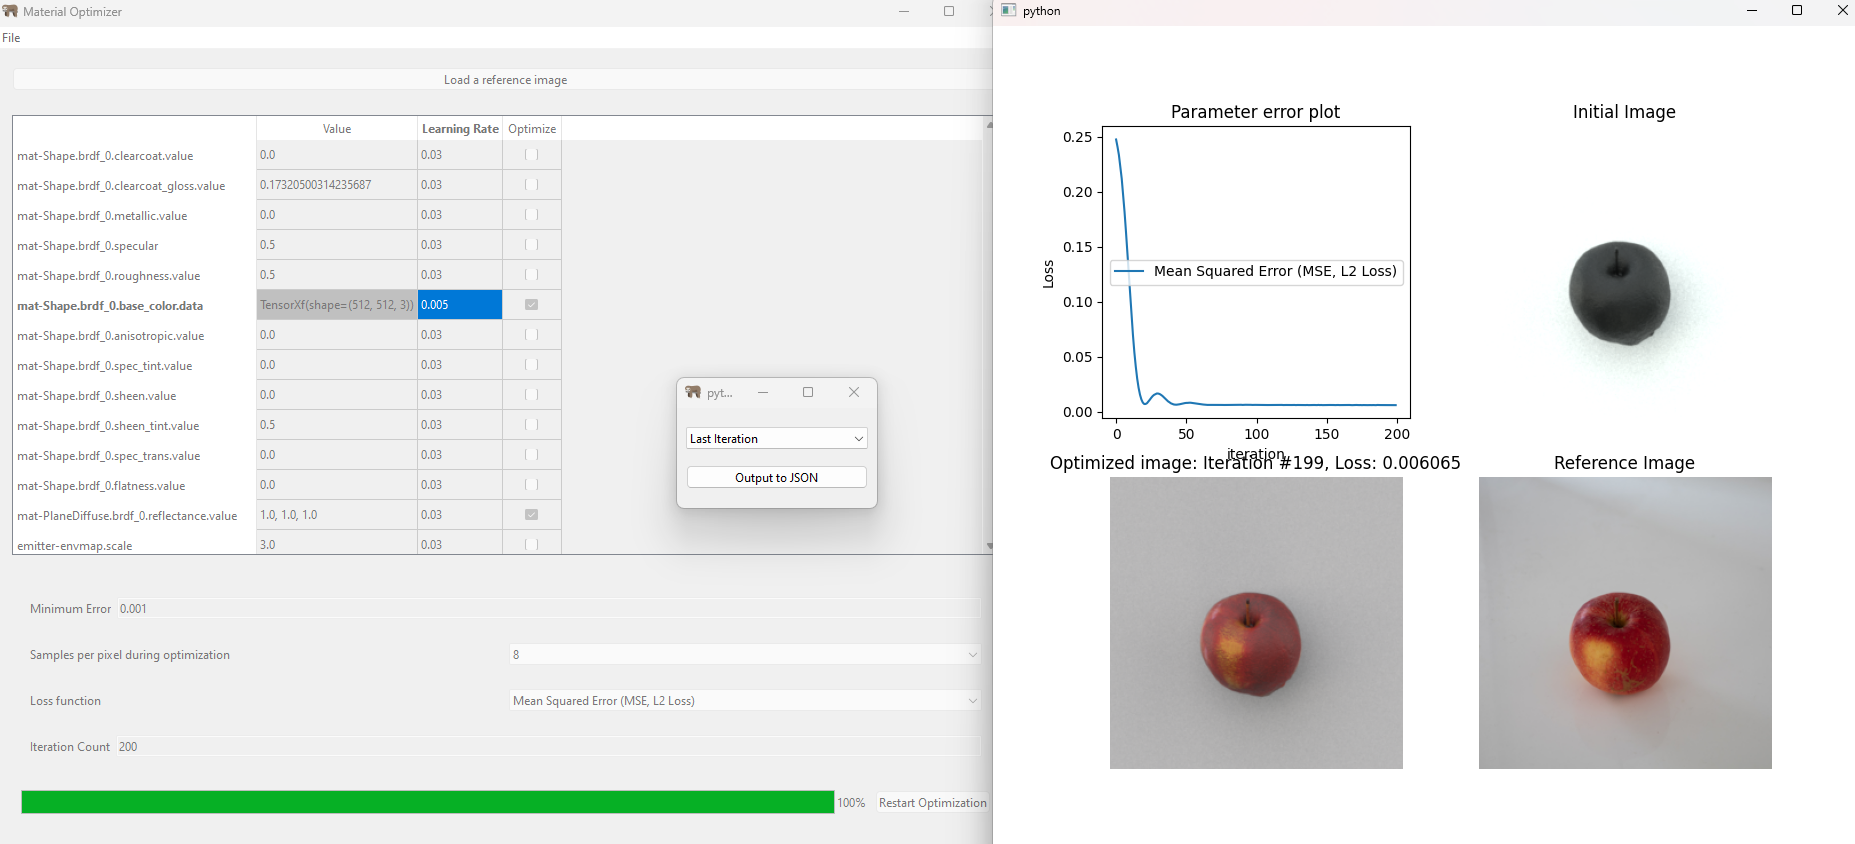 Material Optimizer
File
Load a reference image
Value Learning Rate Optimize
mat-Shape.brdf_0.clearcoat.value 0.0 0.03
mat-Shape.brdf_0.clearcoat_gloss.value 0.17320500314235687 0.03
mat-Shape.brdf_0.metallic.value 0.0 0.03
mat-Shape.brdf_0.specular 0.5 0.03
mat-Shape.brdf_0.roughness.value 0.5 0.03
mat-Shape.brdf_0.base_color.data TensorXf(shape=(512, 512, 3)) 0.005
mat-Shape.brdf_0.anisotropic.value 0.0 0.03
mat-Shape.brdf_0.spec_tint.value 0.0 0.03
mat-Shape.brdf_0.sheen.value 0.0 0.03
mat-Shape.brdf_0.sheen_tint.value 0.5 0.03
mat-Shape.brdf_0.spec_trans.value 0.0 0.03
mat-Shape.brdf_0.flatness.value 0.0 0.03
mat-PlaneDiffuse.brdf_0.reflectance.value 1.0, 1.0, 1.0 0.03
emitter-envmap.scale 3.0 0.03
Minimum Error 0.001
Samples per pixel during optimization 8
Loss function Mean Squared Error (MSE, L2 Loss)
Iteration Count 200
100% Restart Optimization
pyt...
Last Iteration
Output to JSON
python
Parameter error plot
0.25
0.20
0.15
0.10
0.05
0.00
Loss
Mean Squared Error (MSE, L2 Loss)
0 50 100 150 200
iteration
Initial Image
Optimized image: Iteration #199, Loss: 0.006065
Reference Image